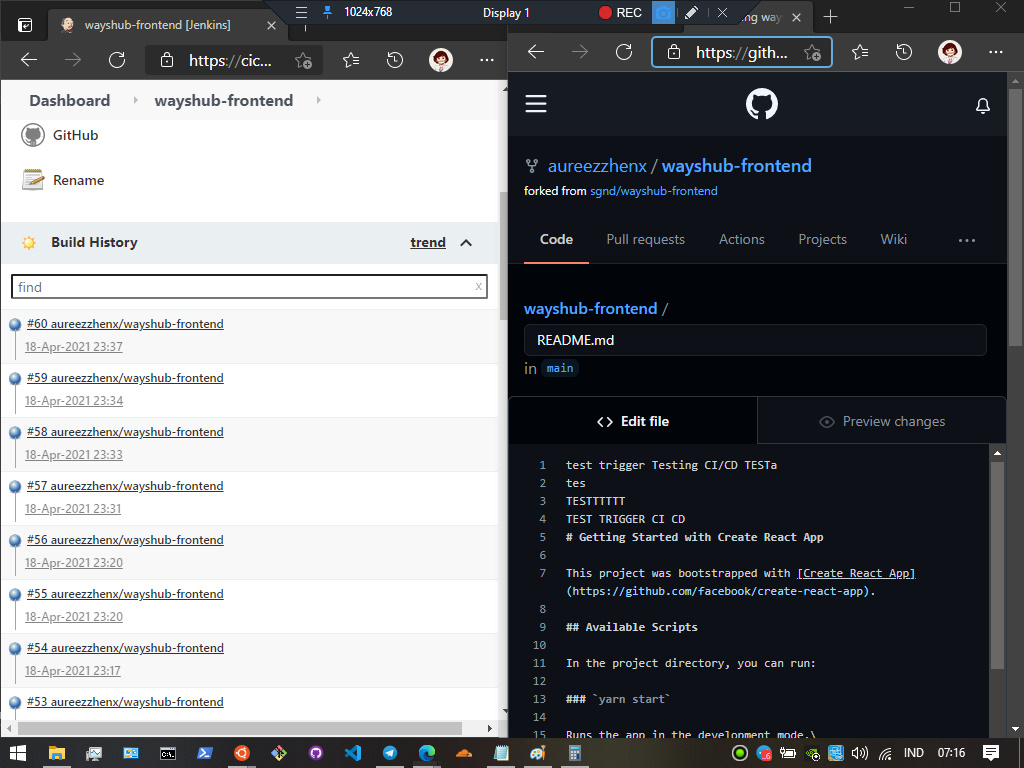 wayshub-frontend [Jenkins]
1024x768
Display 1
REC
ng way
https://cic...
https://gith...
Dashboard
wayshub-frontend
GitHub
Rename
Build History
trend
find
x
#60 aureezzhenx/wayshub-frontend
18-Apr-2021 23:37
#59 aureezzhenx/wayshub-frontend
18-Apr-2021 23:34
#58 aureezzhenx/wayshub-frontend
18-Apr-2021 23:33
#57 aureezzhenx/wayshub-frontend
18-Apr-2021 23:31
#56 aureezzhenx/wayshub-frontend
18-Apr-2021 23:20
#55 aureezzhenx/wayshub-frontend
18-Apr-2021 23:20
#54 aureezzhenx/wayshub-frontend
18-Apr-2021 23:17
#53 aureezzhenx/wayshub-frontend
aureezzhenx / wayshub-frontend
forked from sgnd/wayshub-frontend
Code Pull requests Actions Projects Wiki ...
wayshub-frontend /
README.md
in main
<> Edit file
Preview changes
1 test trigger Testing CI/CD TESTa
2 tes
3 TESTTTTTT
4 TEST TRIGGER CI CD
5 # Getting Started with Create React App
6
7 This project was bootstrapped with [Create React App]
(https://github.com/facebook/create-react-app).
8
9 ## Available Scripts
10
11 In the project directory, you can run:
12
13 ### `yarn start`
14
15 Runs the app in the development mode.\
IND 07:16